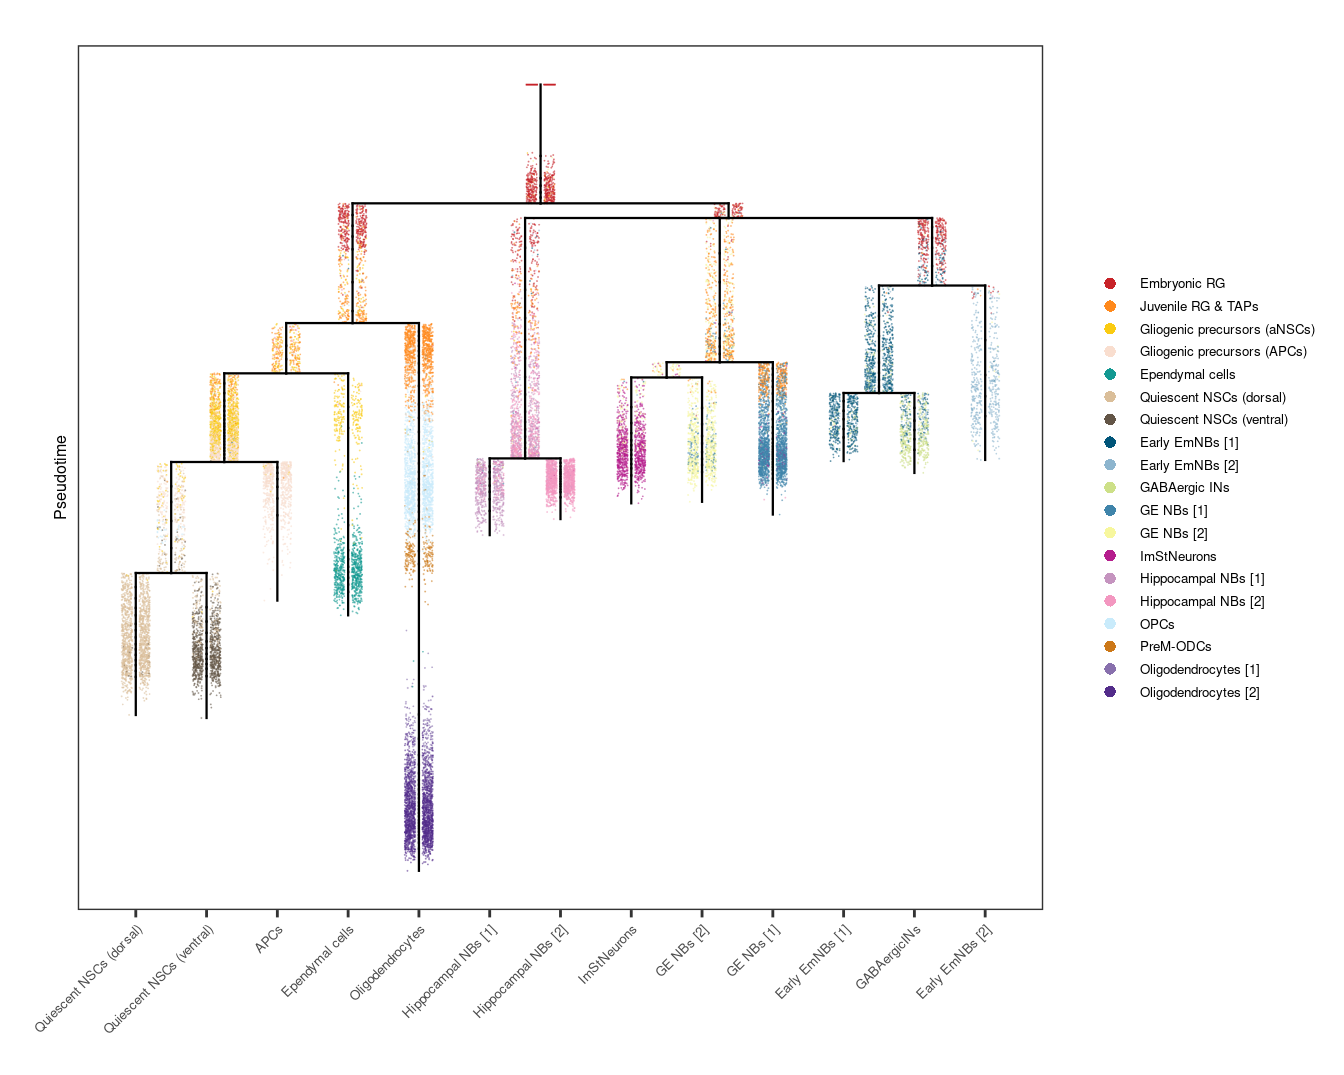 Pseudotime
Embryonic RG
Juvenile RG & TAPs
Gliogenic precursors (aNSCs)
Gliogenic precursors (APCs)
Ependymal cells
Quiescent NSCs (dorsal)
Quiescent NSCs (ventral)
Early EmNBs [1]
Early EmNBs [2]
GABAergic INs
GE NBs [1]
GE NBs [2]
ImStNeurons
Hippocampal NBs [1]
Hippocampal NBs [2]
OPCs
PreM-ODCs
Oligodendrocytes [1]
Oligodendrocytes [2]
Quiescent NSCs (dorsal)
Quiescent NSCs (ventral)
APCs
Ependymal cells
Oligodendrocytes
Hippocampal NBs [1]
Hippocampal NBs [2]
ImStNeurons
GE NBs [2]
GE NBs [1]
Early EmNBs [1]
GABAergicINs
Early EmNBs [2]